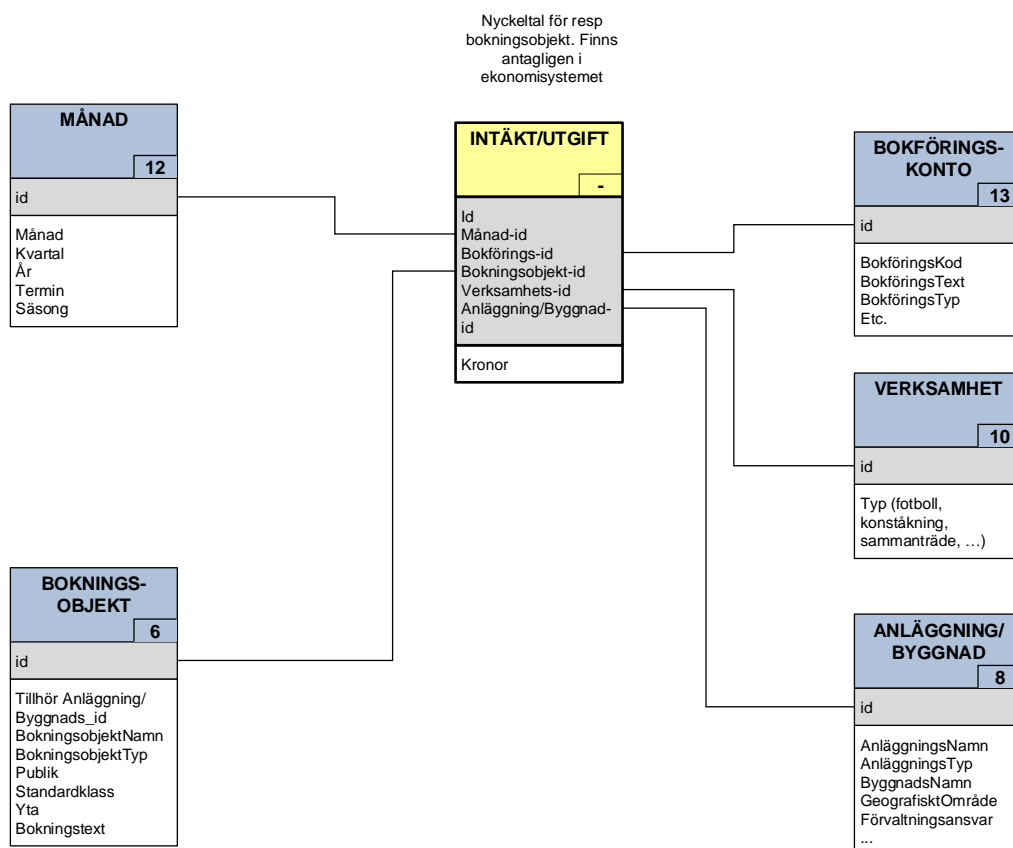 Nyckeltal för resp
bokningsobjekt. Finns
antagligen i
ekonomisystemet
MÅNAD
12
id
Månad
Kvartal
År
Termin
Säsong
INTÄKT/UTGIFT
-
Id
Månad-id
Bokförings-id
Bokningsobjekt-id
Verksamhets-id
Anläggning/Byggnad-
id
Kronor
BOKFÖRINGS-
KONTO
13
id
BokföringsKod
BokföringsText
BokföringsTyp
Etc.
VERKSAMHET
10
id
Typ (fotboll,
konståkning,
sammanträde, …)
BOKNINGS-
OBJEKT
6
id
Tillhör Anläggning/
Byggnads_id
BokningsobjektNamn
BokningsobjektTyp
Publik
Standardklass
Yta
Bokningstext
ANLÄGGNING/
BYGGNAD
8
id
AnläggningsNamn
AnläggningsTyp
ByggnadsNamn
GeografisktOmråde
Förvaltningsansvar
...